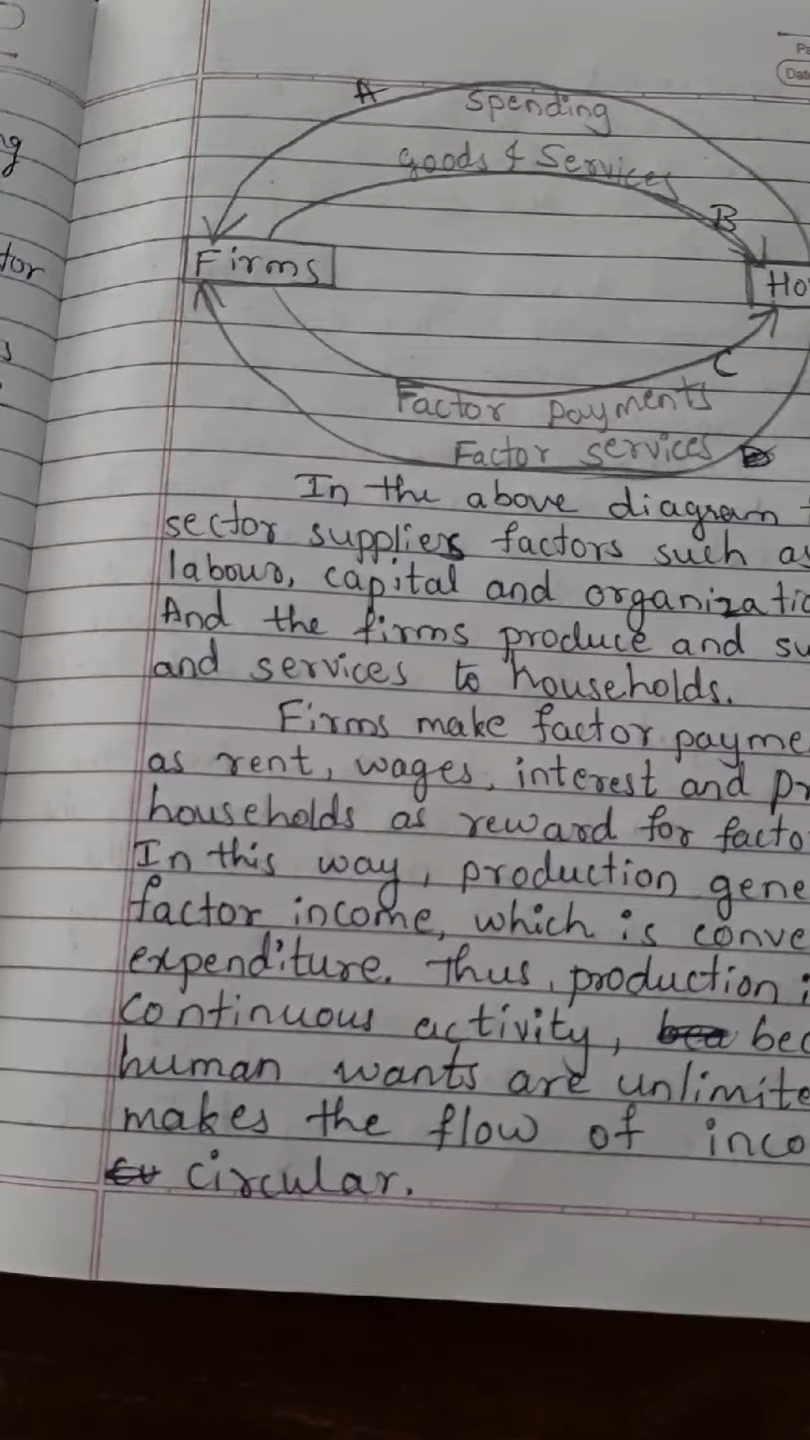 Date
A
Spending
goods & Services
B
Firms
C
Factor payments
Factor services
In the above diagram
sector suppliers factors such as
labour, capital and organizatio
And the firms produce and su
and services to households.
Firms make factor payme
as rent, wages, interest and pr
households as reward for facto
In this way, production gene
factor income, which is conve
expenditure. Thus, production i
continuous activity, bec
human wants are unlimite
makes the flow of inco
circular.